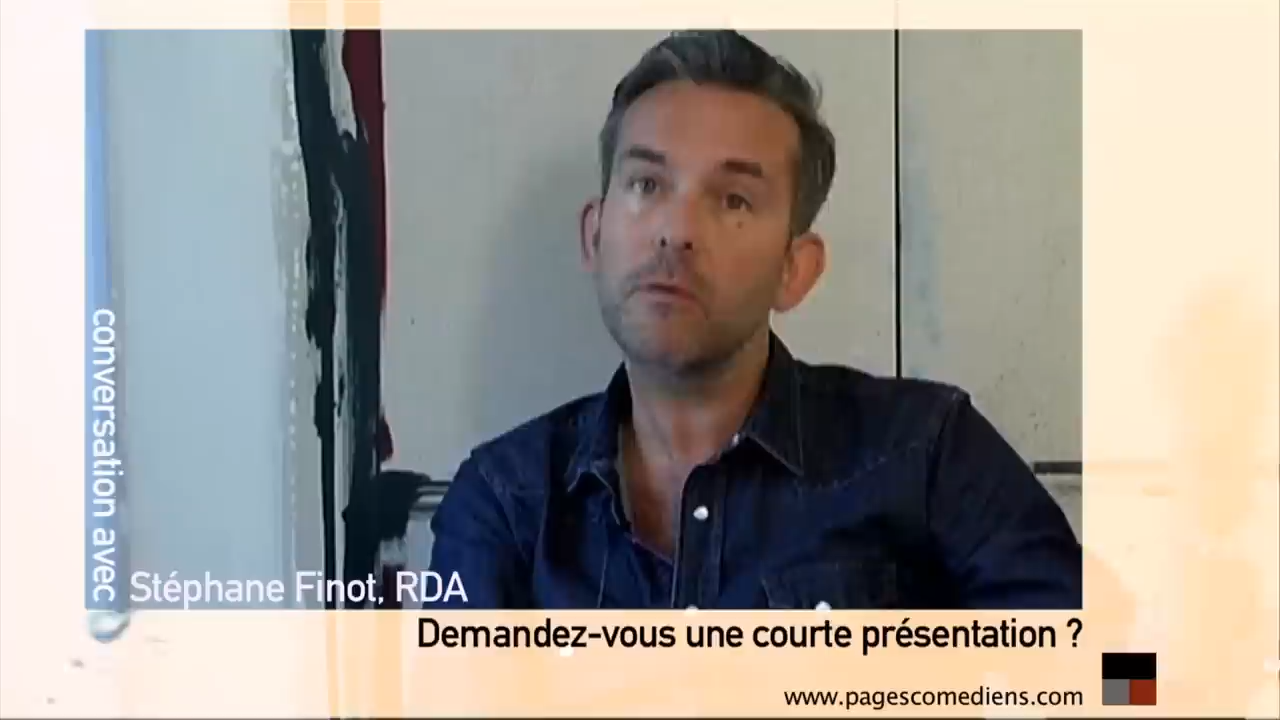 conversation avec
Stéphane Finot, RDA
Demandez-vous une courte présentation ?
www.pagescomediens.com